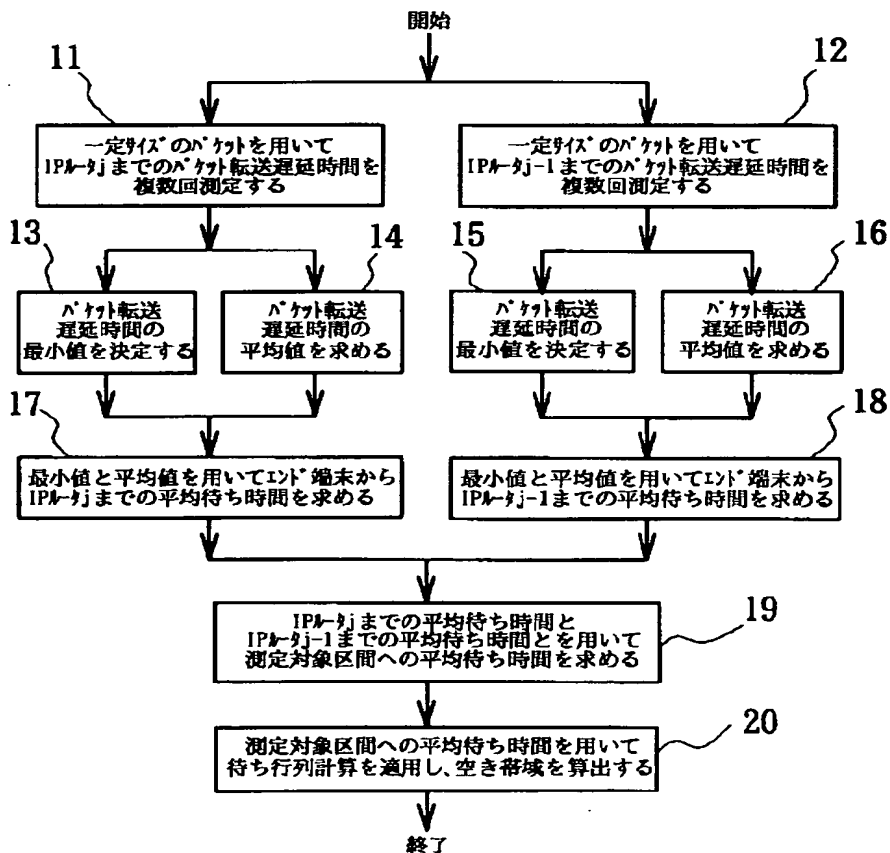 開始
11
12
一定サイズのパケットを用いて
IPルータjまでのパケット転送遅延時間を
複数回測定する
一定サイズのパケットを用いて
IPルータj-1までのパケット転送遅延時間を
複数回測定する
13
14
15
16
パケット転送
遅延時間の
最小値を決定する
パケット転送
遅延時間の
平均値を求める
パケット転送
遅延時間の
最小値を決定する
パケット転送
遅延時間の
平均値を求める
17
18
最小値と平均値を用いてエンド端末から
IPルータjまでの平均待ち時間を求める
最小値と平均値を用いてエンド端末から
IPルータj-1までの平均待ち時間を求める
19
IPルータjまでの平均待ち時間と
IPルータj-1までの平均待ち時間とを用いて
測定対象区間への平均待ち時間を求める
20
測定対象区間への平均待ち時間を用いて
待ち行列計算を適用し、空き帯域を算出する
終了